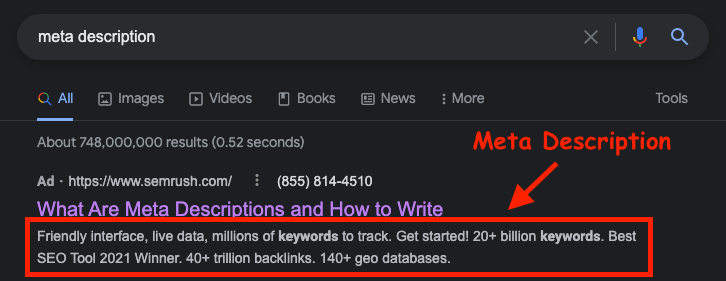 meta description
All Images Videos Books News More Tools
About 748,000,000 results (0.52 seconds)
Meta Description
Ad · https://www.semrush.com/ (855) 814-4510
What Are Meta Descriptions and How to Write
Friendly interface, live data, millions of keywords to track. Get started! 20+ billion keywords. Best
SEO Tool 2021 Winner. 40+ trillion backlinks. 140+ geo databases.